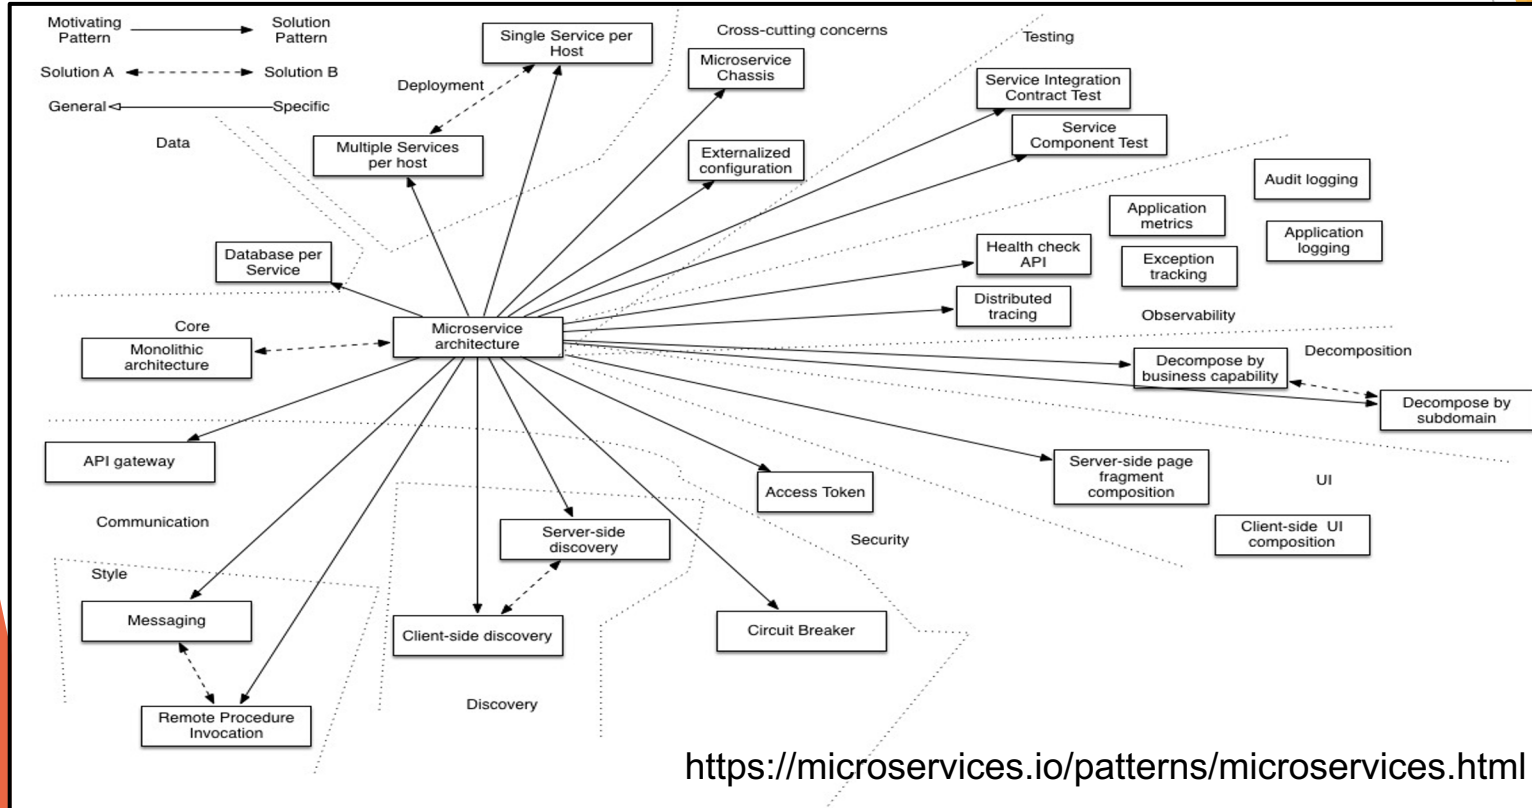 Motivating
Pattern
Solution
Pattern
Solution A
Solution B
General
Specific
Data
Deployment
Single Service per
Host
Multiple Services
per host
Cross-cutting concerns
Microservice
Chassis
Externalized
configuration
Testing
Service Integration
Contract Test
Service
Component Test
Audit logging
Application
metrics
Application
logging
Health check
API
Exception
tracking
Distributed
tracing
Observability
Database per
Service
Core
Monolithic
architecture
Microservice
architecture
Decomposition
Decompose by
business capability
Decompose by
subdomain
API gateway
Communication
Access Token
Security
Server-side page
fragment
composition
UI
Client-side UI
composition
Server-side
discovery
Style
Messaging
Client-side discovery
Circuit Breaker
Discovery
Remote Procedure
Invocation
https://microservices.io/patterns/microservices.html